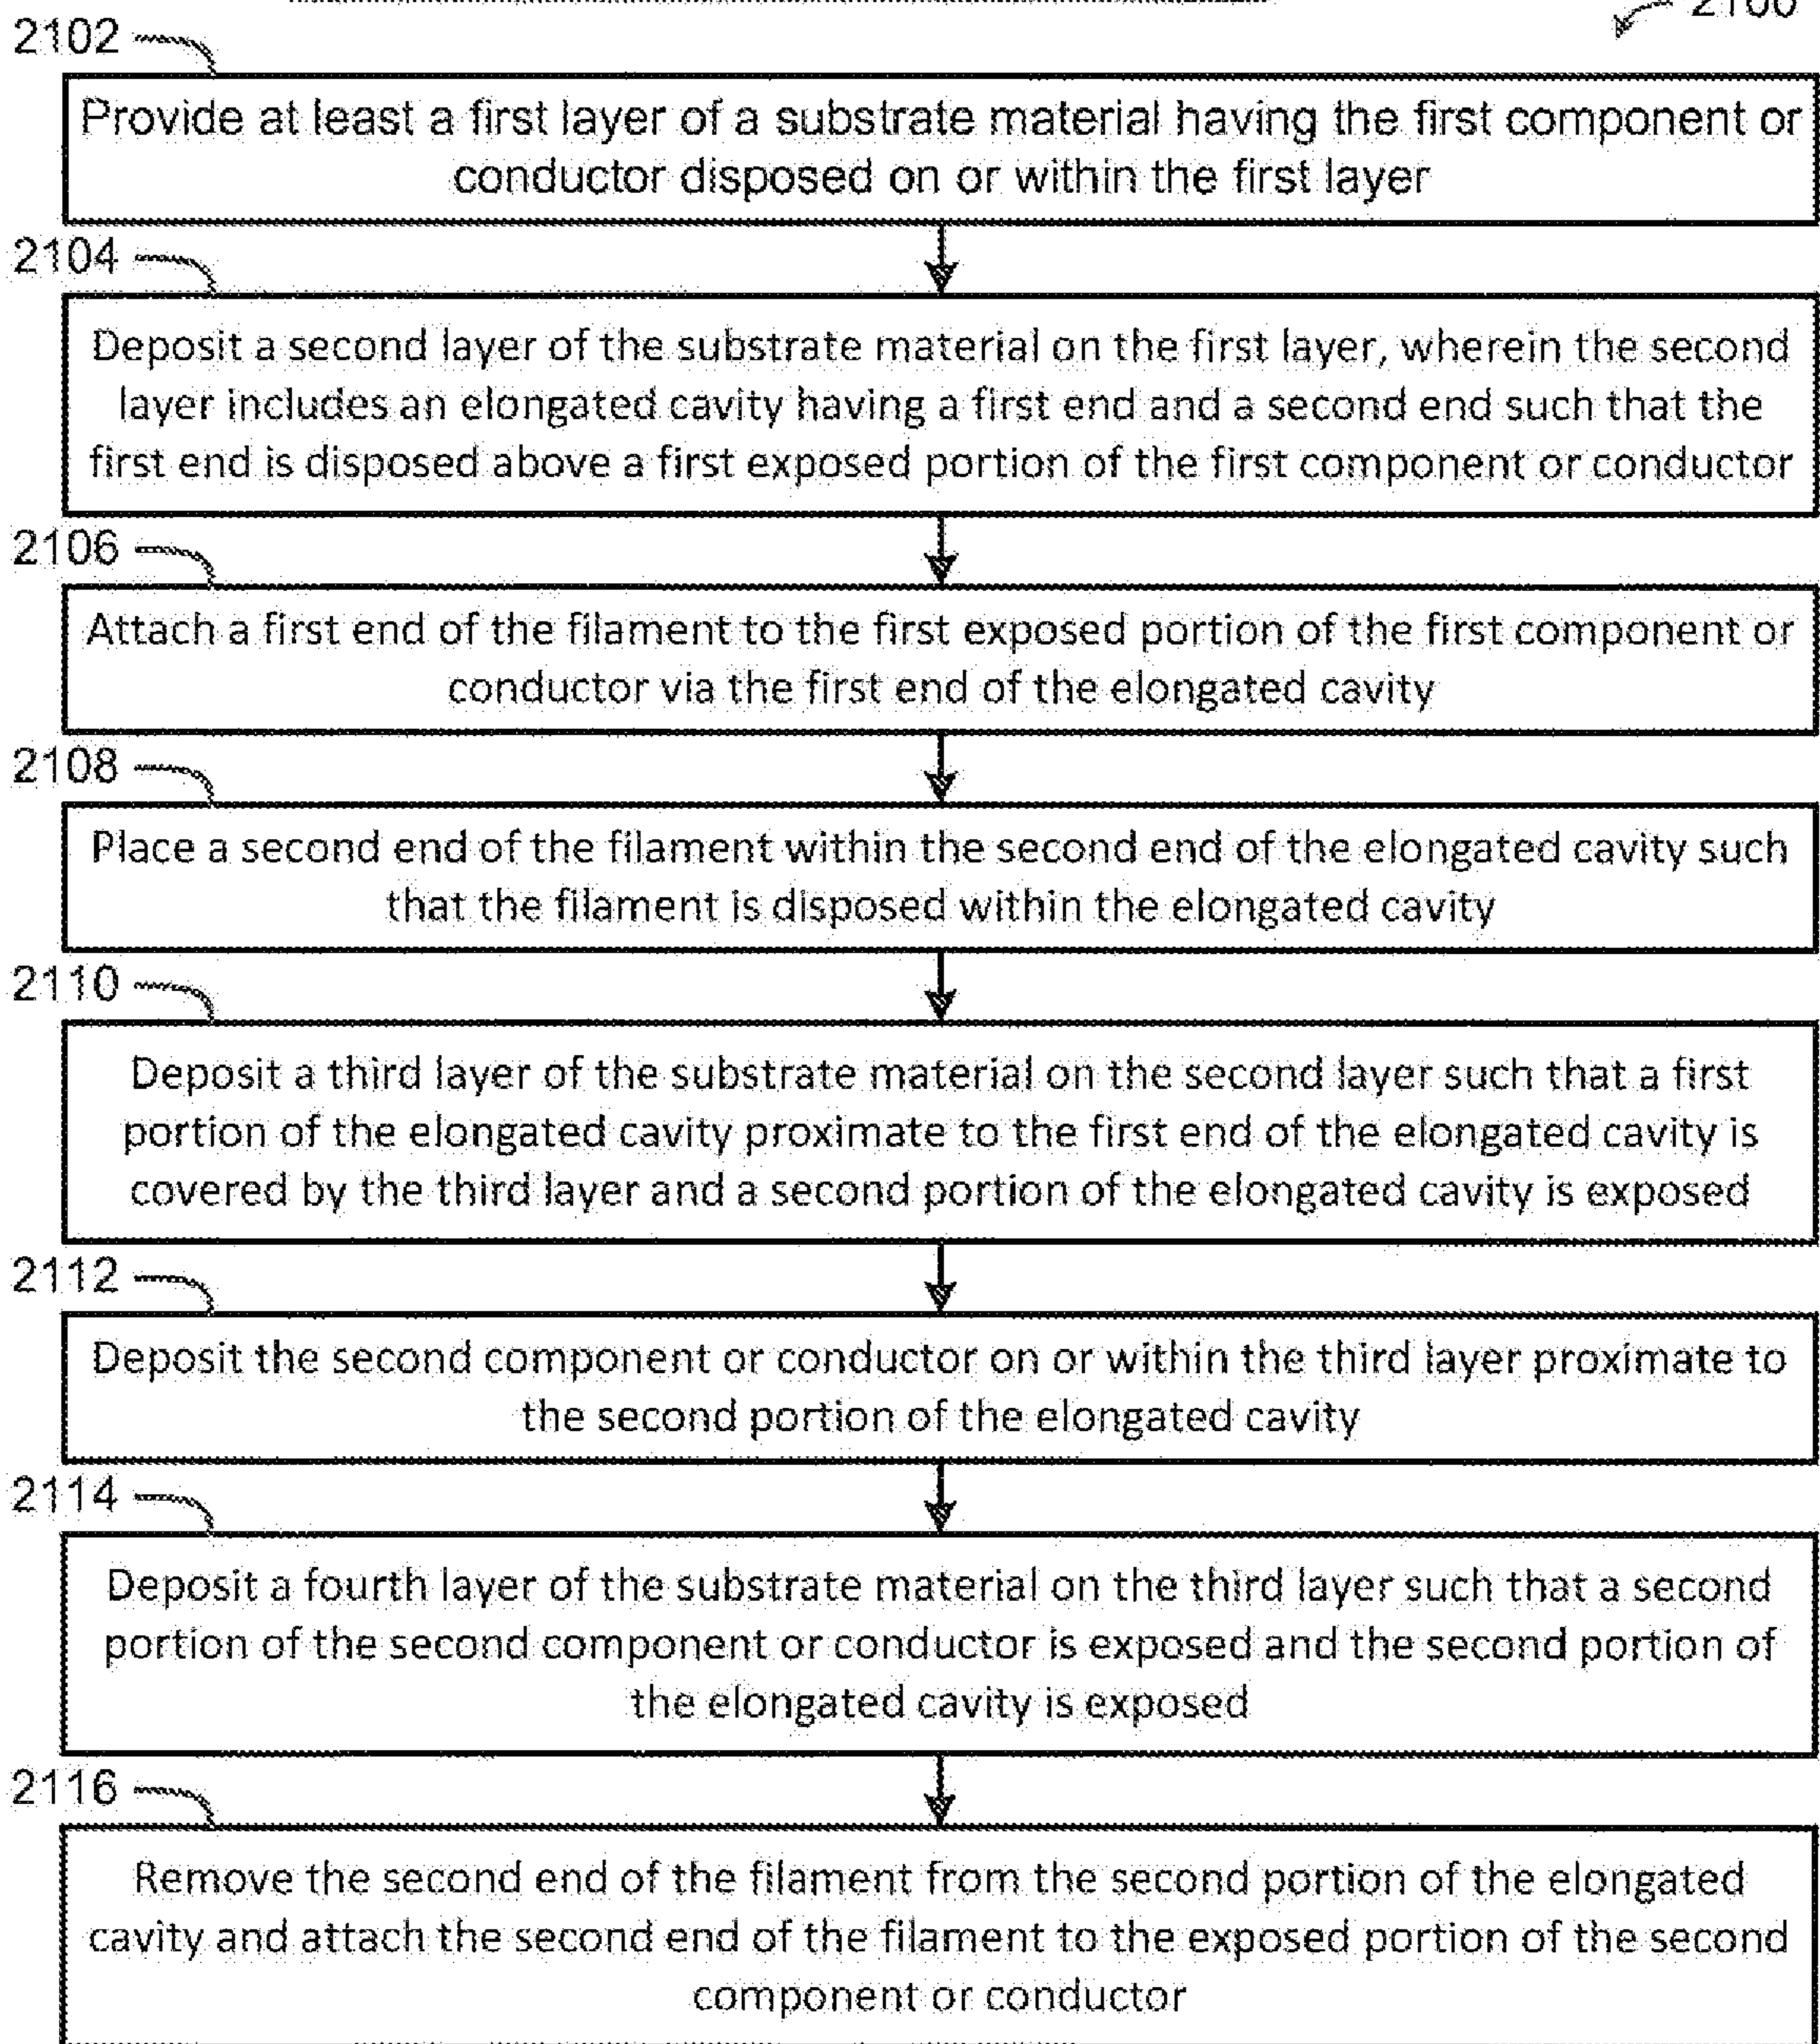 2100
2102
Provide at least a first layer of a substrate material having the first component or
conductor disposed on or within the first layer
2104
Deposit a second layer of the substrate material on the first layer, wherein the second
layer includes an elongated cavity having a first end and a second end such that the
first end is disposed above a first exposed portion of the first component or conductor
2106
Attach a first end of the filament to the first exposed portion of the first component or
conductor via the first end of the elongated cavity
2108
Place a second end of the filament within the second end of the elongated cavity such
that the filament is disposed within the elongated cavity
2110
Deposit a third layer of the substrate material on the second layer such that a first
portion of the elongated cavity proximate to the first end of the elongated cavity is
covered by the third layer and a second portion of the elongated cavity is exposed
2112
Deposit the second component or conductor on or within the third layer proximate to
the second portion of the elongated cavity
2114
Deposit a fourth layer of the substrate material on the third layer such that a second
portion of the second component or conductor is exposed and the second portion of
the elongated cavity is exposed
2116
Remove the second end of the filament from the second portion of the elongated
cavity and attach the second end of the filament to the exposed portion of the second
component or conductor